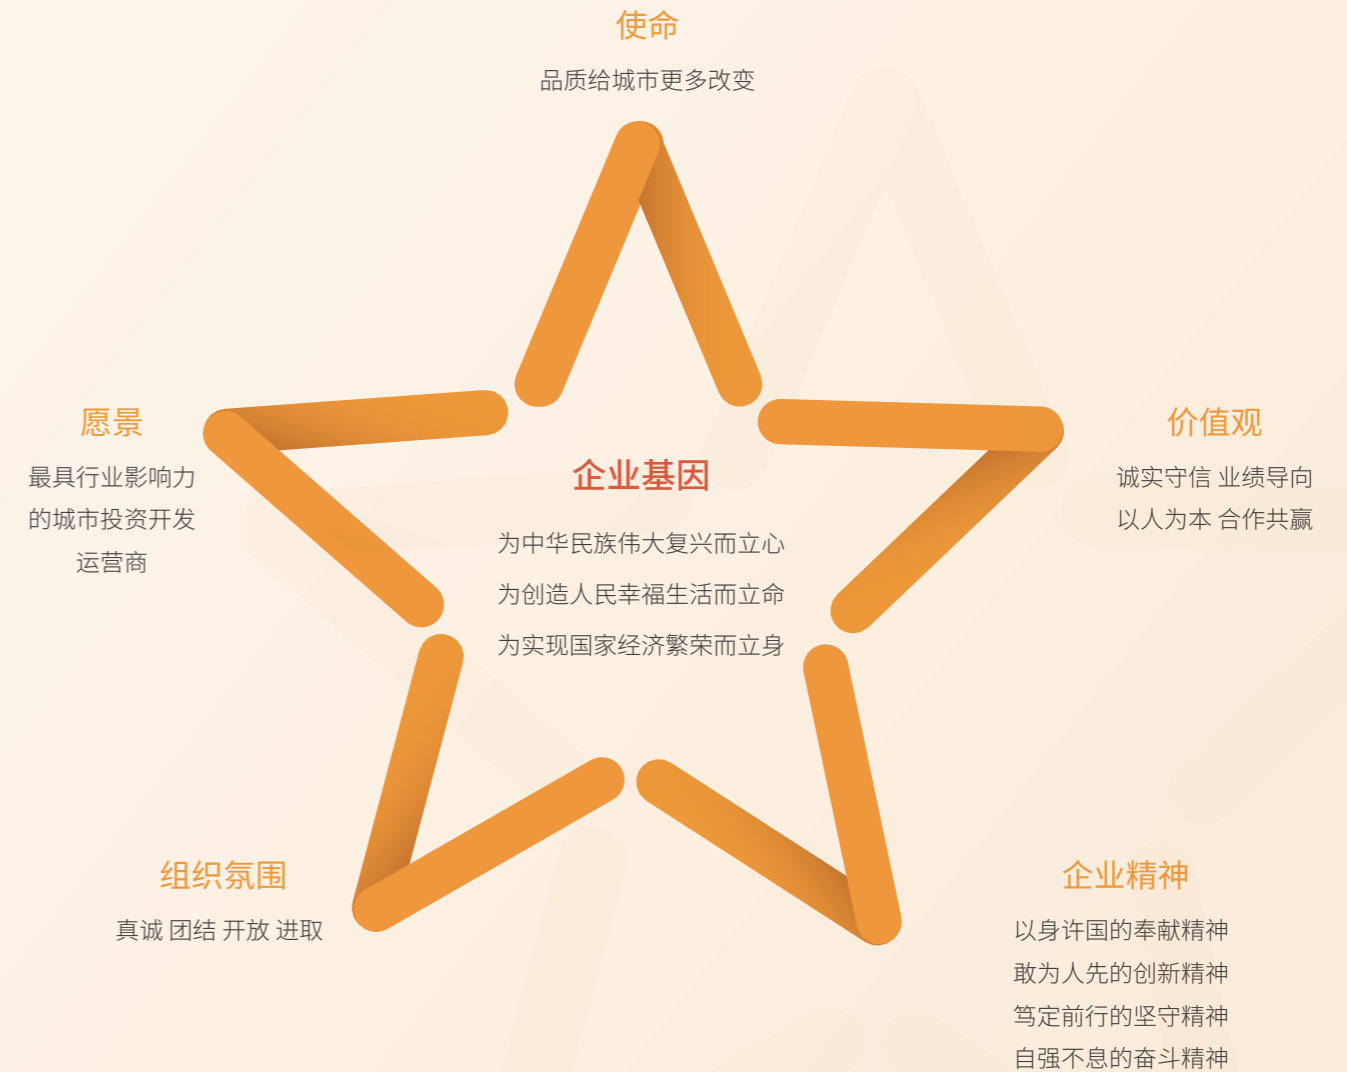 使命
品质给城市更多改变
愿景
最具行业影响力
的城市投资开发
运营商
价值观
诚实守信 业绩导向
以人为本 合作共赢
企业基因
为中华民族伟大复兴而立心
为创造人民幸福生活而立命
为实现国家经济繁荣而立身
组织氛围
真诚 团结 开放 进取
企业精神
以身许国的奉献精神
敢为人先的创新精神
笃定前行的坚守精神
自强不息的奋斗精神